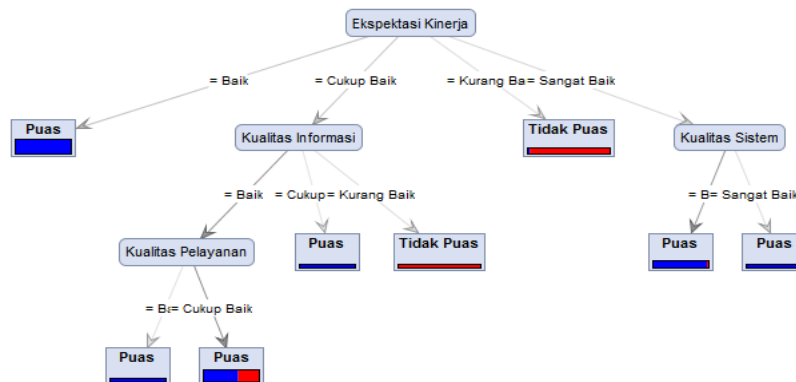 Ekspektasi Kinerja
= Baik
= Cukup Baik
= Kurang Ba= Sangat Baik
Puas
Kualitas Informasi
Tidak Puas
Kualitas Sistem
= Baik
= Cukup= Kurang Baik
= B= Sangat Baik
Kualitas Pelayanan
Puas
Tidak Puas
Puas
Puas
= Ba= Cukup Baik
Puas
Puas